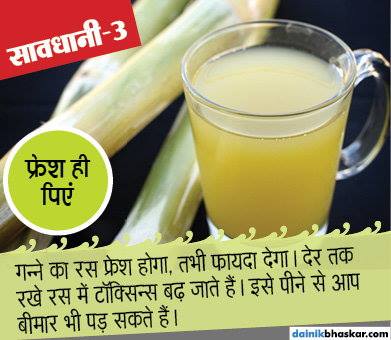 सावधानी-3
फ्रेश ही
पिएं
गन्ने का रस फ्रेश होगा, तभी फायदा देगा। देर तक
रखे रस में टॉक्सिन्स बढ़ जाते हैं। इसे पीने से आप
बीमार भी पड़ सकते हैं।
dainikbhaskar.com